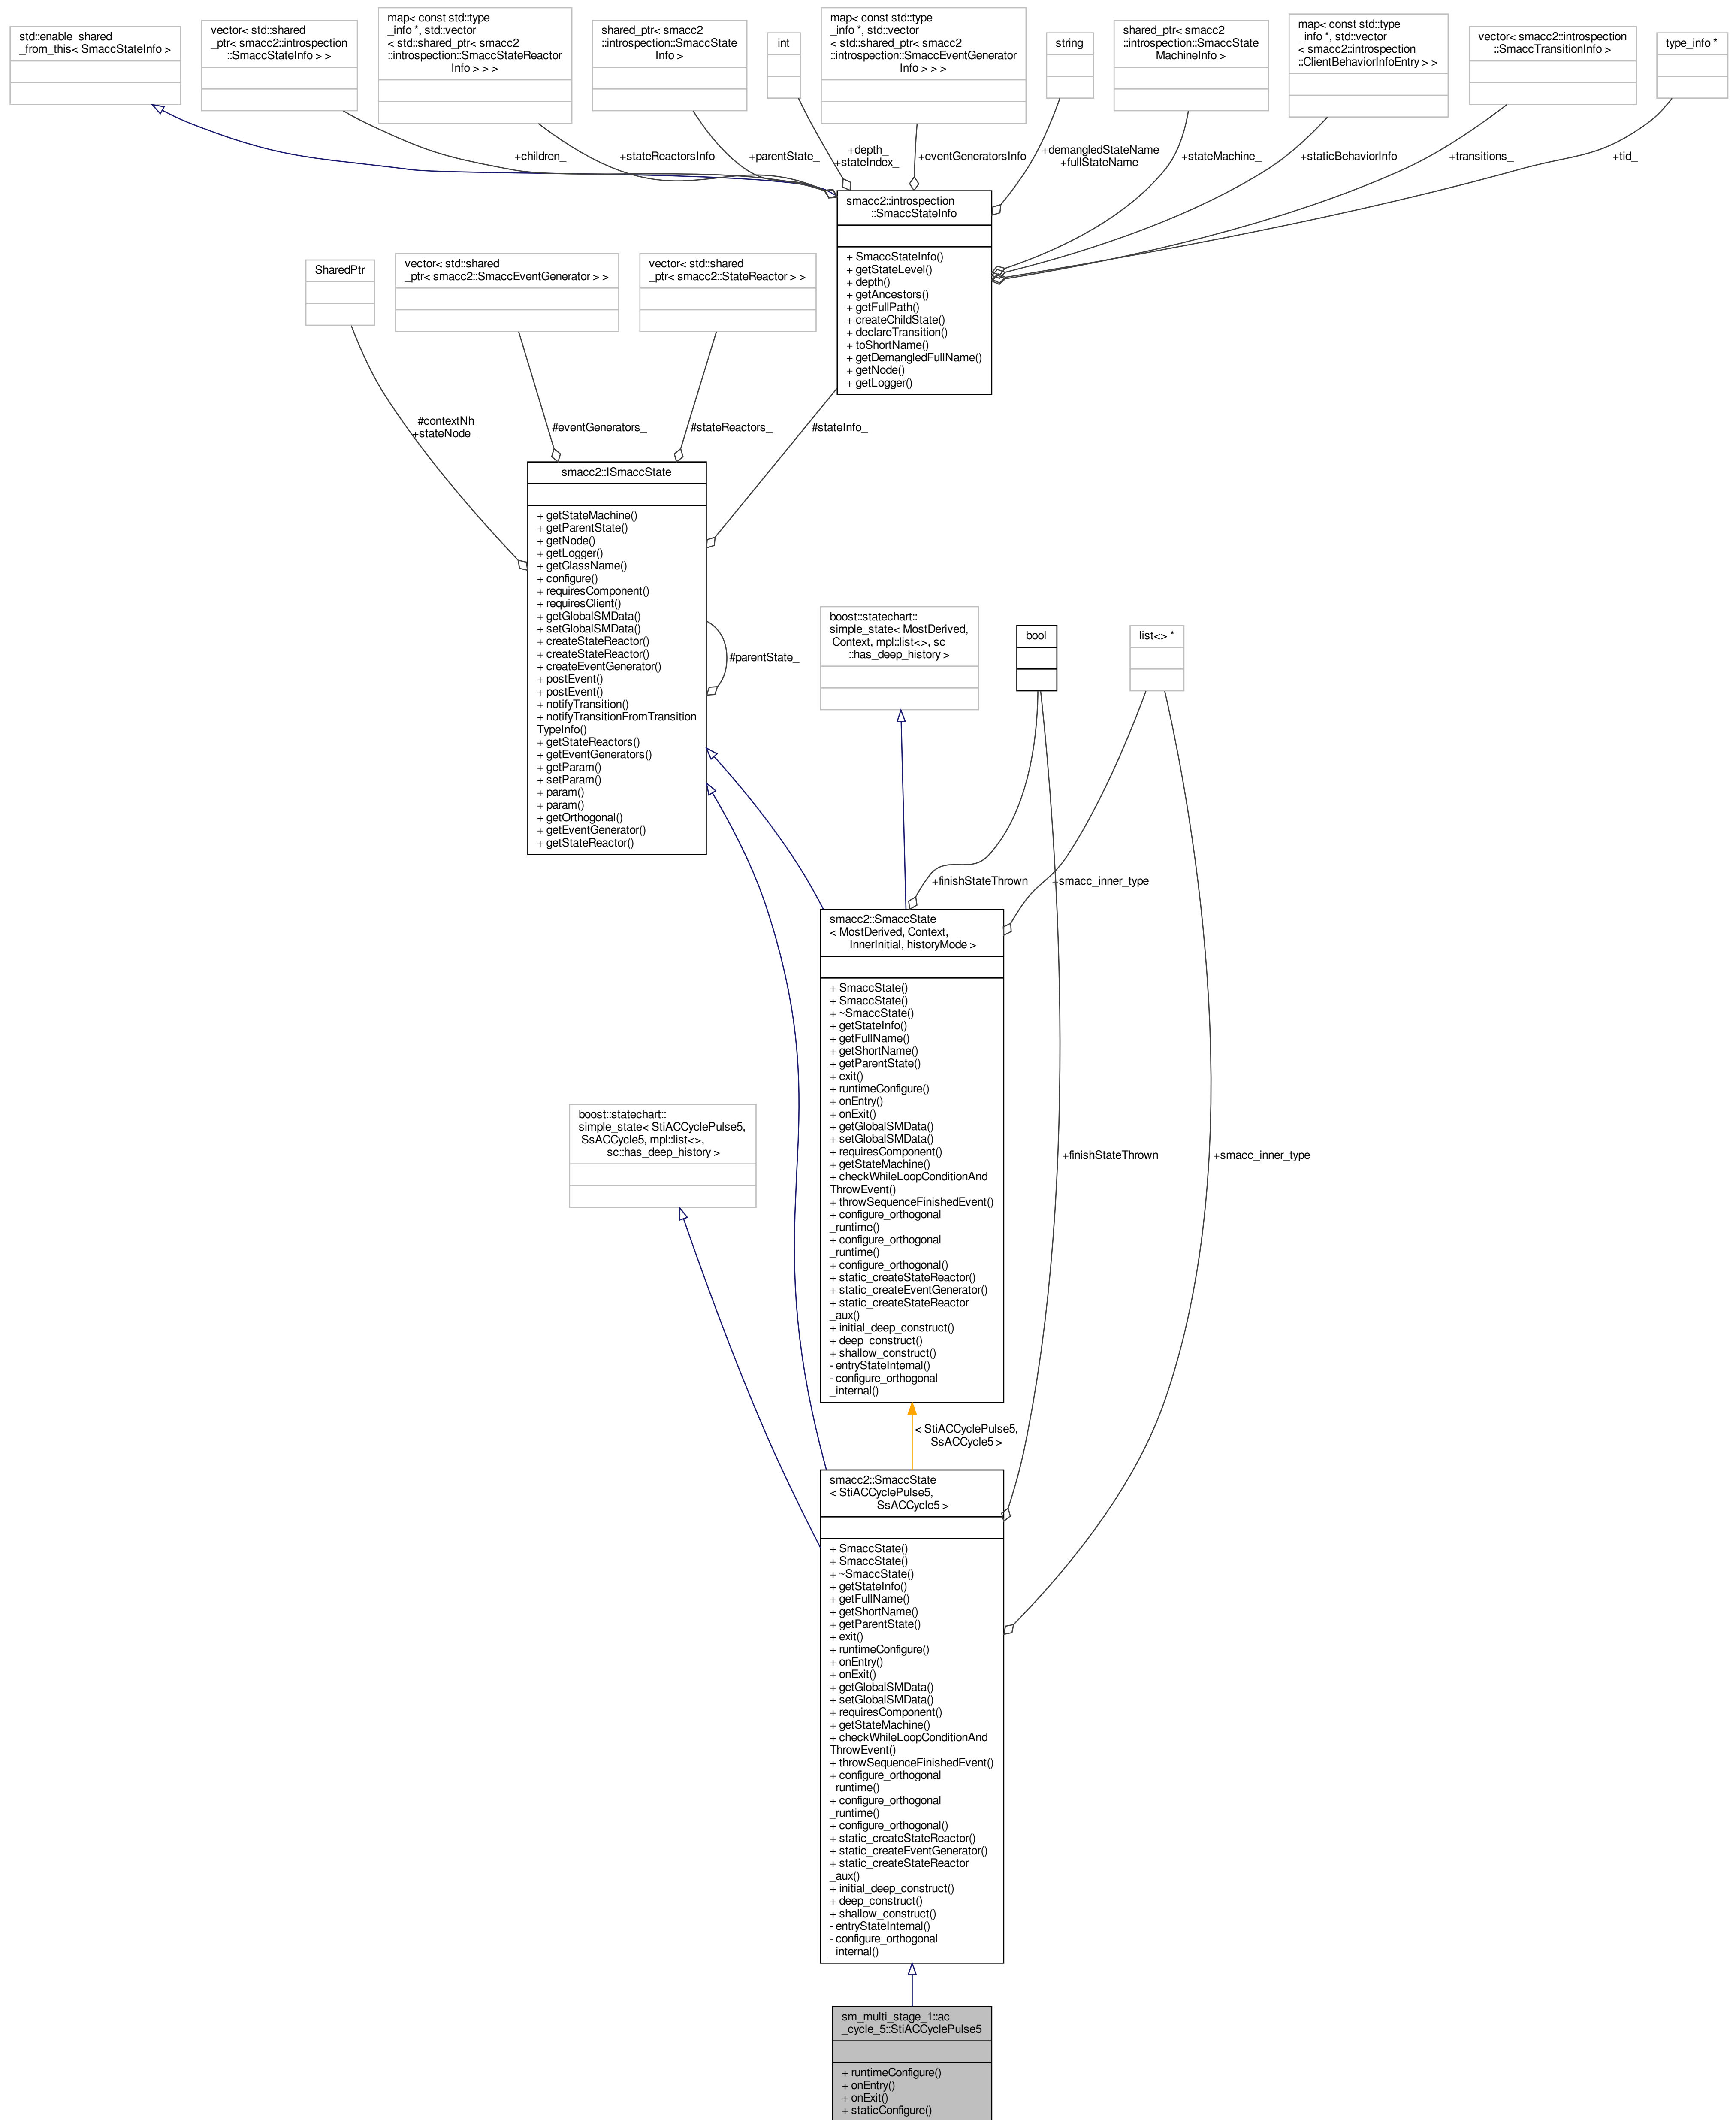 std::enable_shared
_from_this< SmaccStateInfo >
vector< std::shared
_ptr< smacc2::introspection
::SmaccStateInfo > >
map< const std::type
_info *, std::vector
< std::shared_ptr< smacc2
::introspection::SmaccStateReactor
Info > > >
shared_ptr< smacc2
::introspection::SmaccState
Info >
int
map< const std::type
_info *, std::vector
< std::shared_ptr< smacc2
::introspection::SmaccEventGenerator
Info > > >
string
shared_ptr< smacc2
::introspection::SmaccState
MachineInfo >
map< const std::type
_info *, std::vector
< smacc2::introspection
::ClientBehaviorInfoEntry > >
vector< smacc2::introspection
::SmaccTransitionInfo >
type_info *
+children_
+stateReactorsInfo
+parentState_
+depth_
+stateIndex_
+eventGeneratorsInfo
+demangledStateName
+fullStateName
+stateMachine_
+staticBehaviorInfo
+transitions_
+tid_
smacc2::introspection
::SmaccStateInfo
+ SmaccStateInfo()
+ getStateLevel()
+ depth()
+ getAncestors()
+ getFullPath()
+ createChildState()
+ declareTransition()
+ toShortName()
+ getDemangledFullName()
+ getNode()
+ getLogger()
SharedPtr
vector< std::shared
_ptr< smacc2::SmaccEventGenerator > >
vector< std::shared
_ptr< smacc2::StateReactor > >
#contextNh
+stateNode_
#eventGenerators_
#stateReactors_
#stateInfo_
smacc2::ISmaccState
+ getStateMachine()
+ getParentState()
+ getNode()
+ getLogger()
+ getClassName()
+ configure()
+ requiresComponent()
+ requiresClient()
+ getGlobalSMData()
+ setGlobalSMData()
+ createStateReactor()
+ createStateReactor()
+ createEventGenerator()
+ postEvent()
+ postEvent()
+ notifyTransition()
+ notifyTransitionFromTransition
TypeInfo()
+ getStateReactors()
+ getEventGenerators()
+ getParam()
+ setParam()
+ param()
+ param()
+ getOrthogonal()
+ getEventGenerator()
+ getStateReactor()
#parentState_
boost::statechart::
simple_state< MostDerived,
Context, mpl::list<>, sc
::has_deep_history >
bool
list<> *
+finishStateThrown
+smacc_inner_type
smacc2::SmaccState
< MostDerived, Context,
InnerInitial, historyMode >
+ SmaccState()
+ SmaccState()
+ ~SmaccState()
+ getStateInfo()
+ getFullName()
+ getShortName()
+ getParentState()
+ exit()
+ runtimeConfigure()
+ onEntry()
+ onExit()
+ getGlobalSMData()
+ setGlobalSMData()
+ requiresComponent()
+ getStateMachine()
+ checkWhileLoopConditionAnd
ThrowEvent()
+ throwSequenceFinishedEvent()
+ configure_orthogonal
_runtime()
+ configure_orthogonal
_runtime()
+ configure_orthogonal()
+ static_createStateReactor()
+ static_createEventGenerator()
+ static_createStateReactor
_aux()
+ initial_deep_construct()
+ deep_construct()
+ shallow_construct()
- entryStateInternal()
- configure_orthogonal
_internal()
boost::statechart::
simple_state< StiACCyclePulse5,
SsACCycle5, mpl::list<>,
sc::has_deep_history >
+finishStateThrown
+smacc_inner_type
< StiACCyclePulse5,
SsACCycle5 >
smacc2::SmaccState
< StiACCyclePulse5,
SsACCycle5 >
+ SmaccState()
+ SmaccState()
+ ~SmaccState()
+ getStateInfo()
+ getFullName()
+ getShortName()
+ getParentState()
+ exit()
+ runtimeConfigure()
+ onEntry()
+ onExit()
+ getGlobalSMData()
+ setGlobalSMData()
+ requiresComponent()
+ getStateMachine()
+ checkWhileLoopConditionAnd
ThrowEvent()
+ throwSequenceFinishedEvent()
+ configure_orthogonal
_runtime()
+ configure_orthogonal
_runtime()
+ configure_orthogonal()
+ static_createStateReactor()
+ static_createEventGenerator()
+ static_createStateReactor
_aux()
+ initial_deep_construct()
+ deep_construct()
+ shallow_construct()
- entryStateInternal()
- configure_orthogonal
_internal()
sm_multi_stage_1::ac
_cycle_5::StiACCyclePulse5
+ runtimeConfigure()
+ onEntry()
+ onExit()
+ staticConfigure()